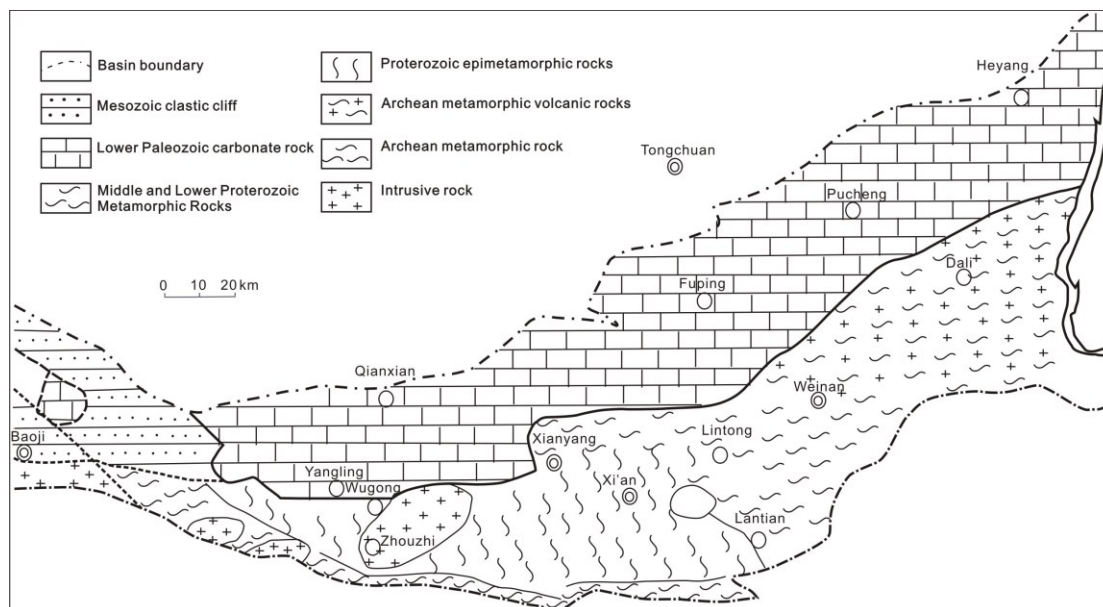 Basin boundary
Mesozoic clastic cliff
Lower Paleozoic carbonate rock
Middle and Lower Proterozoic
Metamorphic Rocks
Proterozoic epimetamorphic rocks
Archean metamorphic volcanic rocks
Archean metamorphic rock
Intrusive rock
0 10 20 km
Heyang
Tongchuan
Pucheng
Dali
Fuping
Qianxian
Weinan
Baoji
Xianyang
Lintong
Yangling
Wugong
Xi'an
Lantian
Zhouzhi